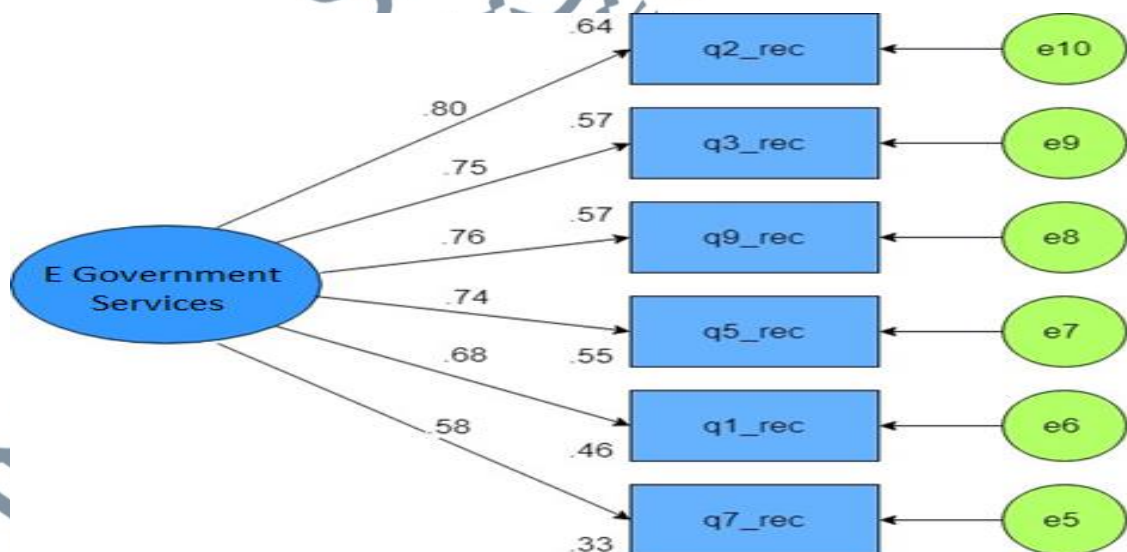 .64
q2_rec
e10
.80
.57
q3_rec
e9
.75
.57
q9_rec
e8
.76
E Government
Services
.74
q5_rec
e7
.55
.68
q1_rec
e6
.46
.58
q7_rec
e5
.33